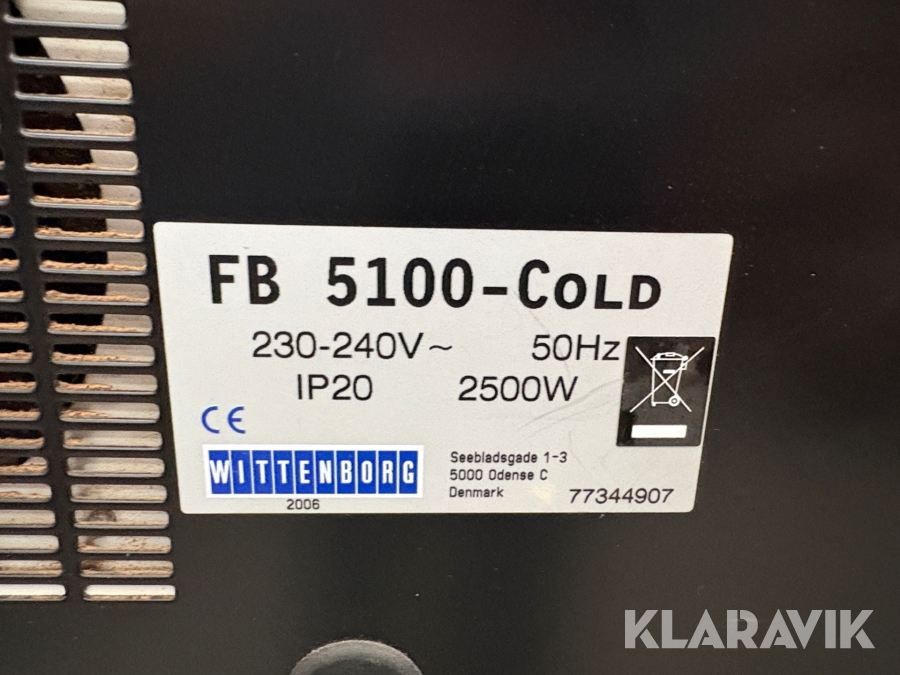 FB 5100-COLD
230-240V~ 50Hz
IP20 2500W
CE
WITTENBORG
2006
Seebladsgade 1-3
5000 Odense C
Denmark
77344907
KLARAVIK